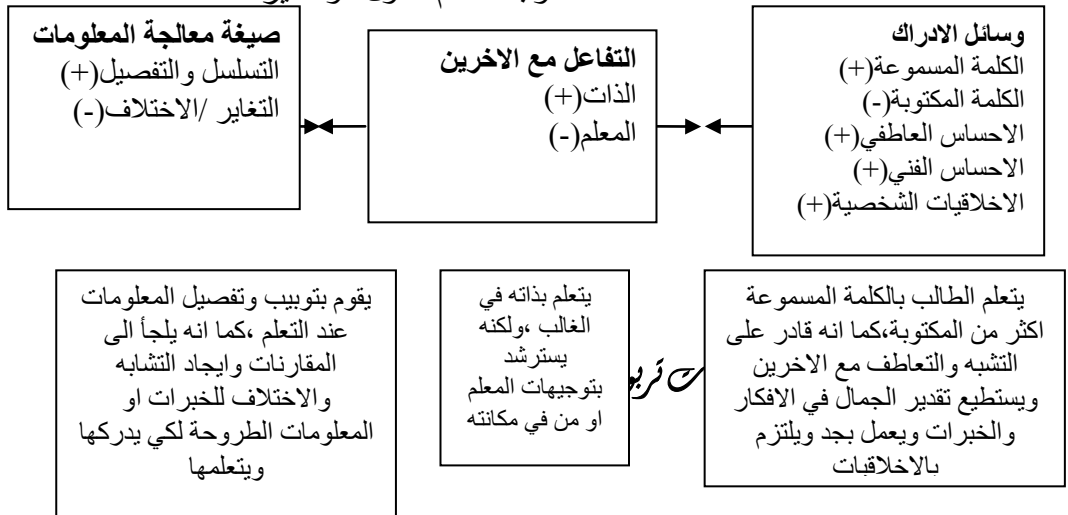 وسائل الادراك
الكلمة المسموعة(+)
الكلمة المكتوبة(-)
الاحساس العاطفي(+)
الاحساس الفني(+)
الاخلاقيات الشخصية(+)
التفاعل مع الاخرين
الذات(+)
المعلم(-)
صيغة معالجة المعلومات
التسلسل والتفصيل(+)
التغاير /الاختلاف(-)
يتعلم الطالب بالكلمة المسموعة
اكثر من المكتوبة،كما انه قادر على
التشبه والتعاطف مع الاخرين
ويستطيع تقدير الجمال في الافكار
والخبرات ويعمل بجد ويلتزم
بالاخلاقيات
يتعلم بذاته في
الغالب ،ولكنه
يسترشد
بتوجيهات المعلم
او من في مكانته
يقوم بتوبيب وتفصيل المعلومات
عند التعلم ،كما انه يلجأ الى
المقارنات وايجاد التشابه
والاختلاف للخبرات او
المعلومات الطروحة لكي يدركها
ويتعلمها